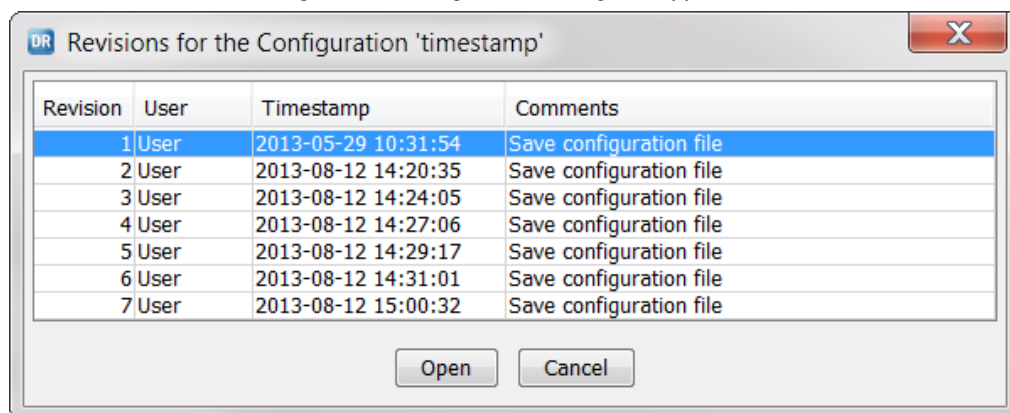 DR Revisions for the Configuration 'timestamp'
Revision User Timestamp Comments
1 User 2013-05-29 10:31:54 Save configuration file
2 User 2013-08-12 14:20:35 Save configuration file
3 User 2013-08-12 14:24:05 Save configuration file
4 User 2013-08-12 14:27:06 Save configuration file
5 User 2013-08-12 14:29:17 Save configuration file
6 User 2013-08-12 14:31:01 Save configuration file
7 User 2013-08-12 15:00:32 Save configuration file
Open Cancel